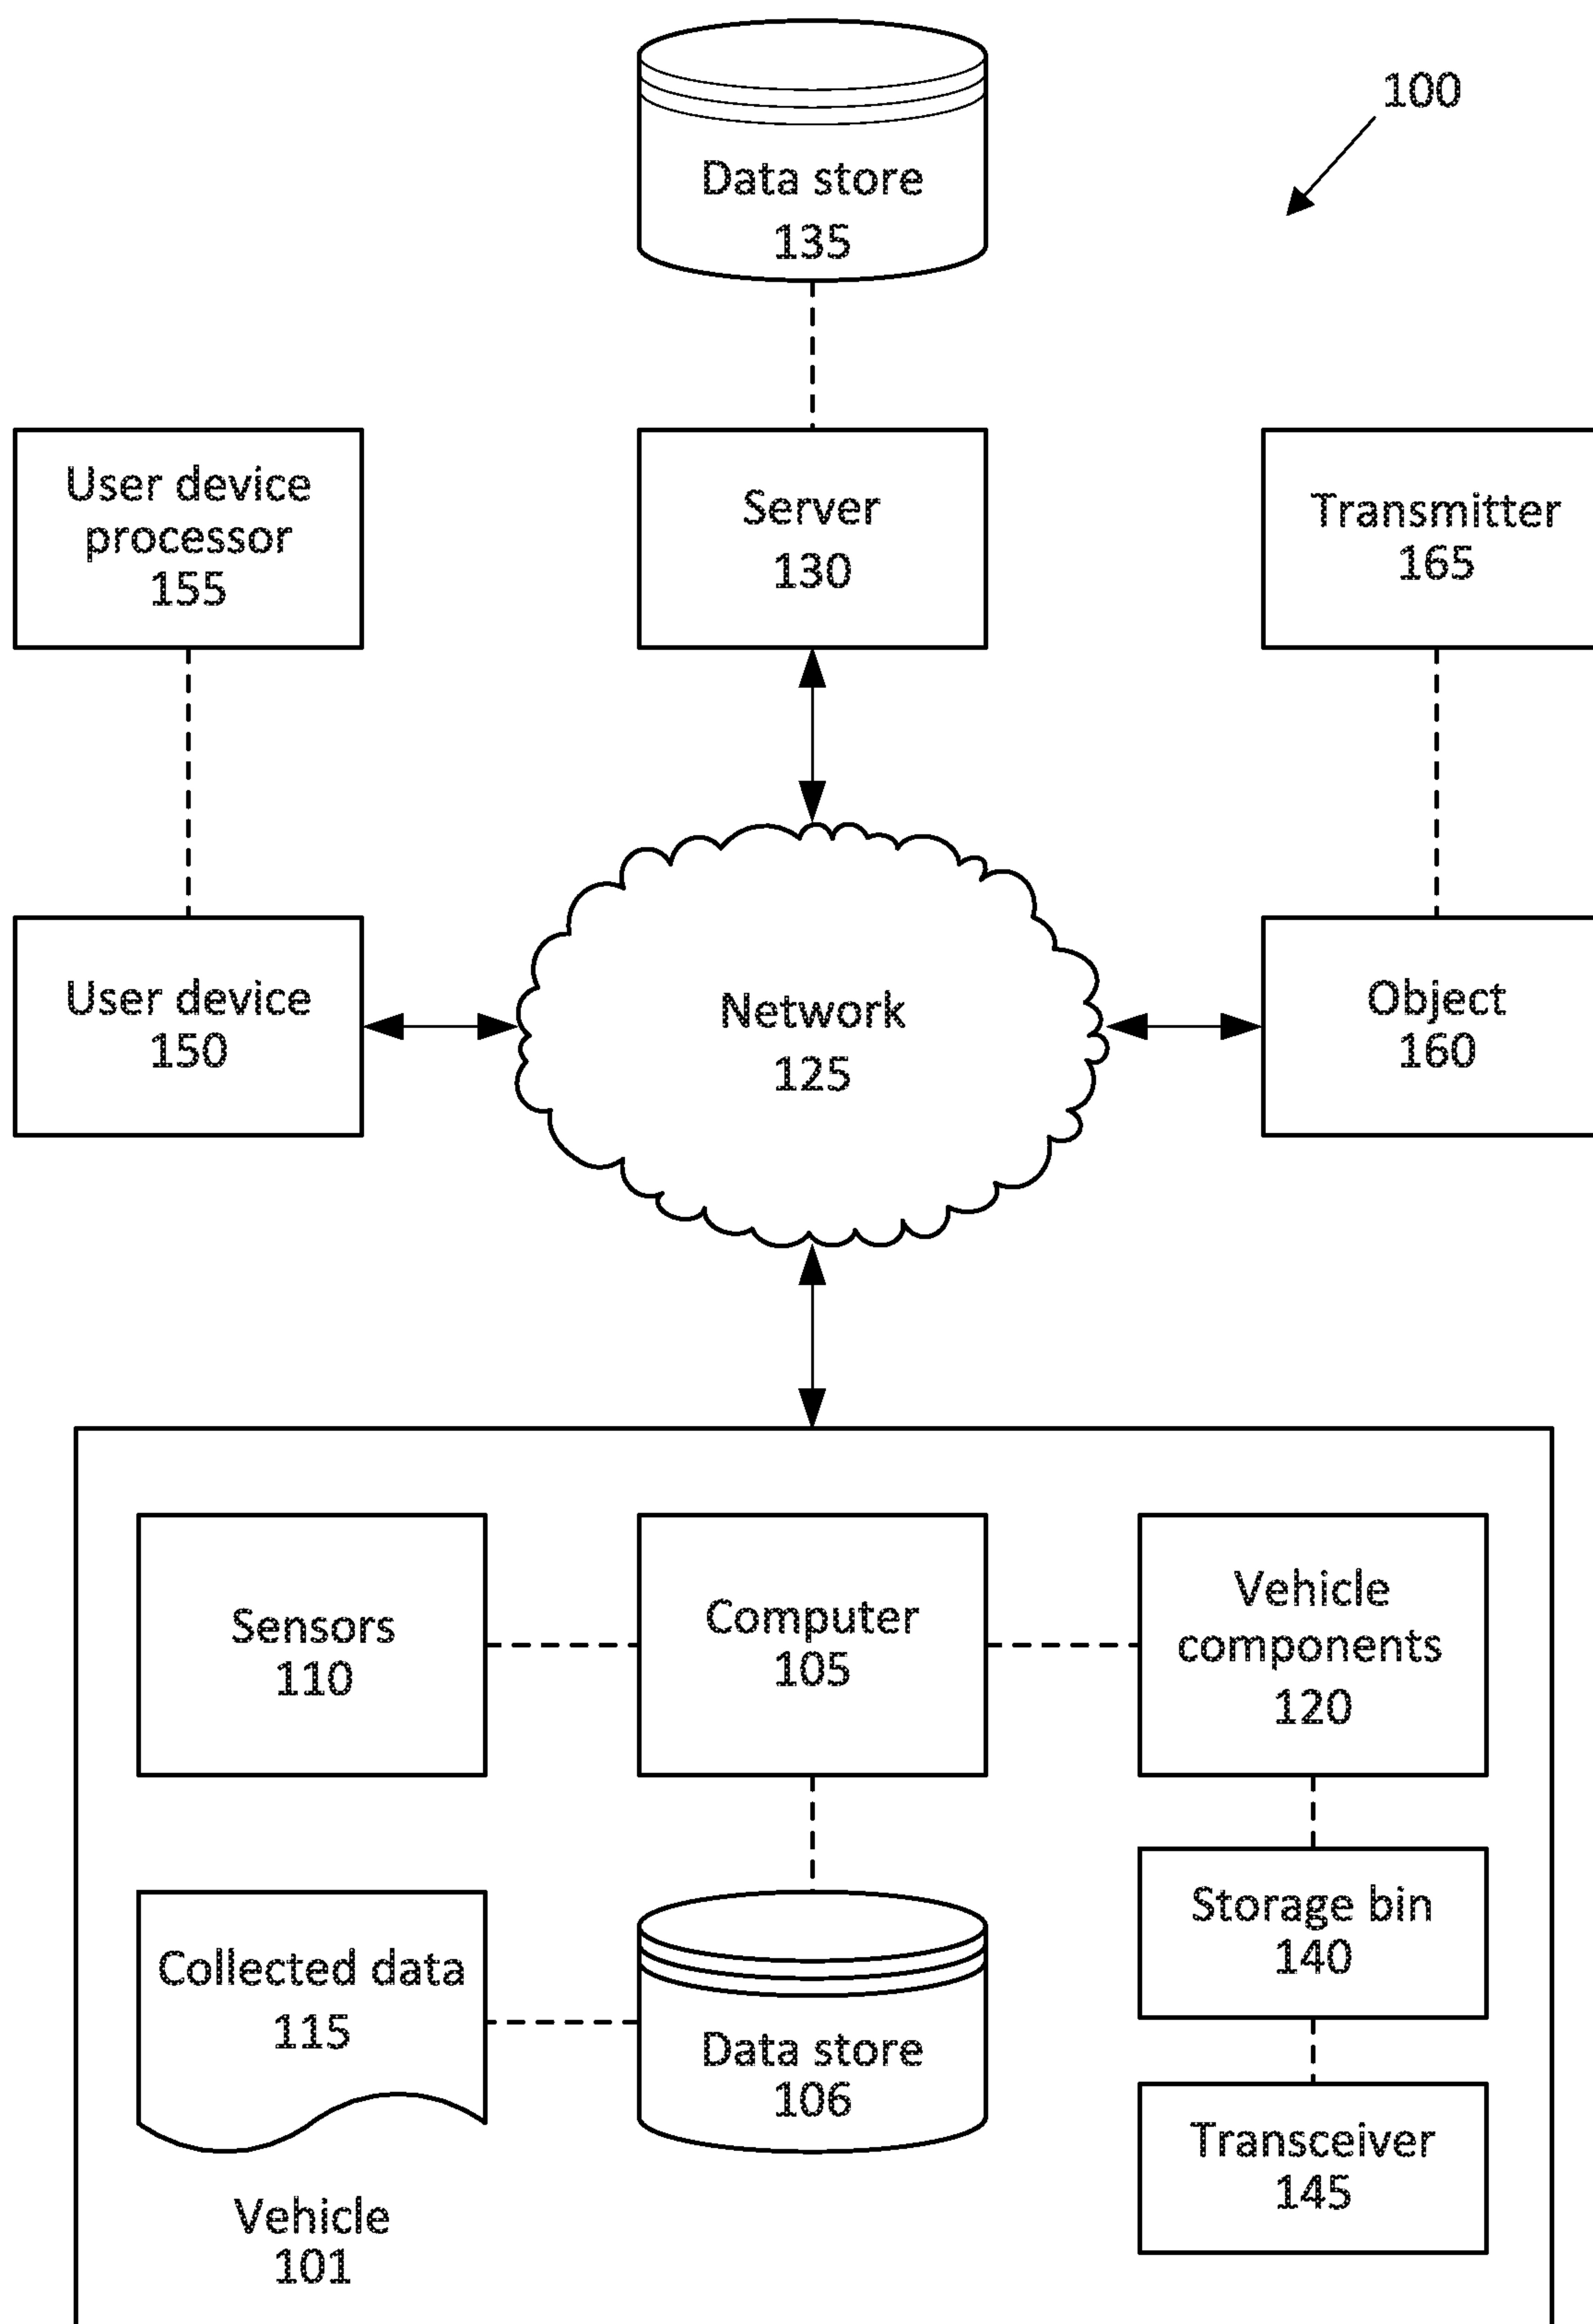 100
Data store
135
User device
processor
155
Server
130
Transmitter
165
User device
150
Network
125
Object
160
Sensors
110
Computer
105
Vehicle
components
120
Collected data
115
Data store
106
Storage bin
140
Transceiver
145
Vehicle
101